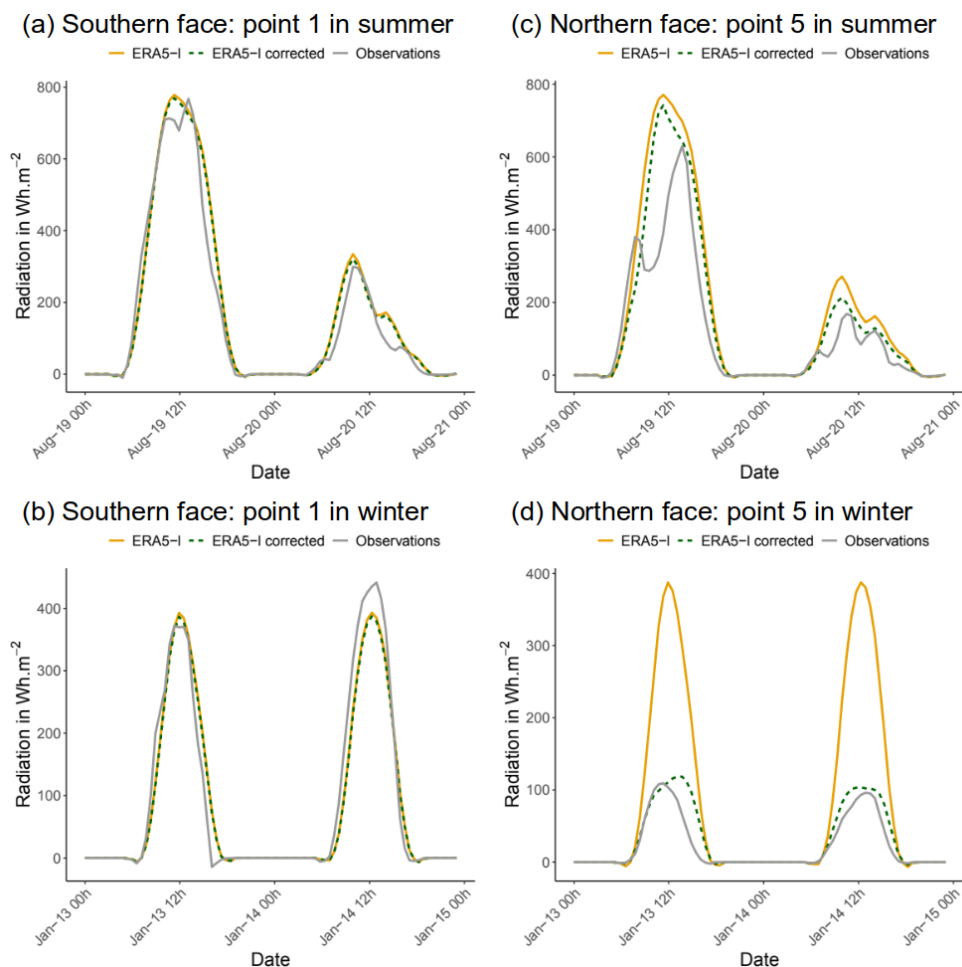 (a) Southern face: point 1 in summer
ERA5−l ERA5−l corrected Observations
Radiation in Wh.m−2
800
600
400
200
0
Aug−19 00h
Aug−19 12h
Aug−20 00h
Aug−20 12h
Aug−21 00h
Date
(c) Northern face: point 5 in summer
ERA5−l ERA5−l corrected Observations
Radiation in Wh.m−2
800
600
400
200
0
Aug−19 00h
Aug−19 12h
Aug−20 00h
Aug−20 12h
Aug−21 00h
Date
(b) Southern face: point 1 in winter
ERA5−l ERA5−l corrected Observations
Radiation in Wh.m−2
400
300
200
100
0
Jan−13 00h
Jan−13 12h
Jan−14 00h
Jan−14 12h
Jan−15 00h
Date
(d) Northern face: point 5 in winter
ERA5−l ERA5−l corrected Observations
Radiation in Wh.m−2
400
300
200
100
0
Jan−13 00h
Jan−13 12h
Jan−14 00h
Jan−14 12h
Jan−15 00h
Date